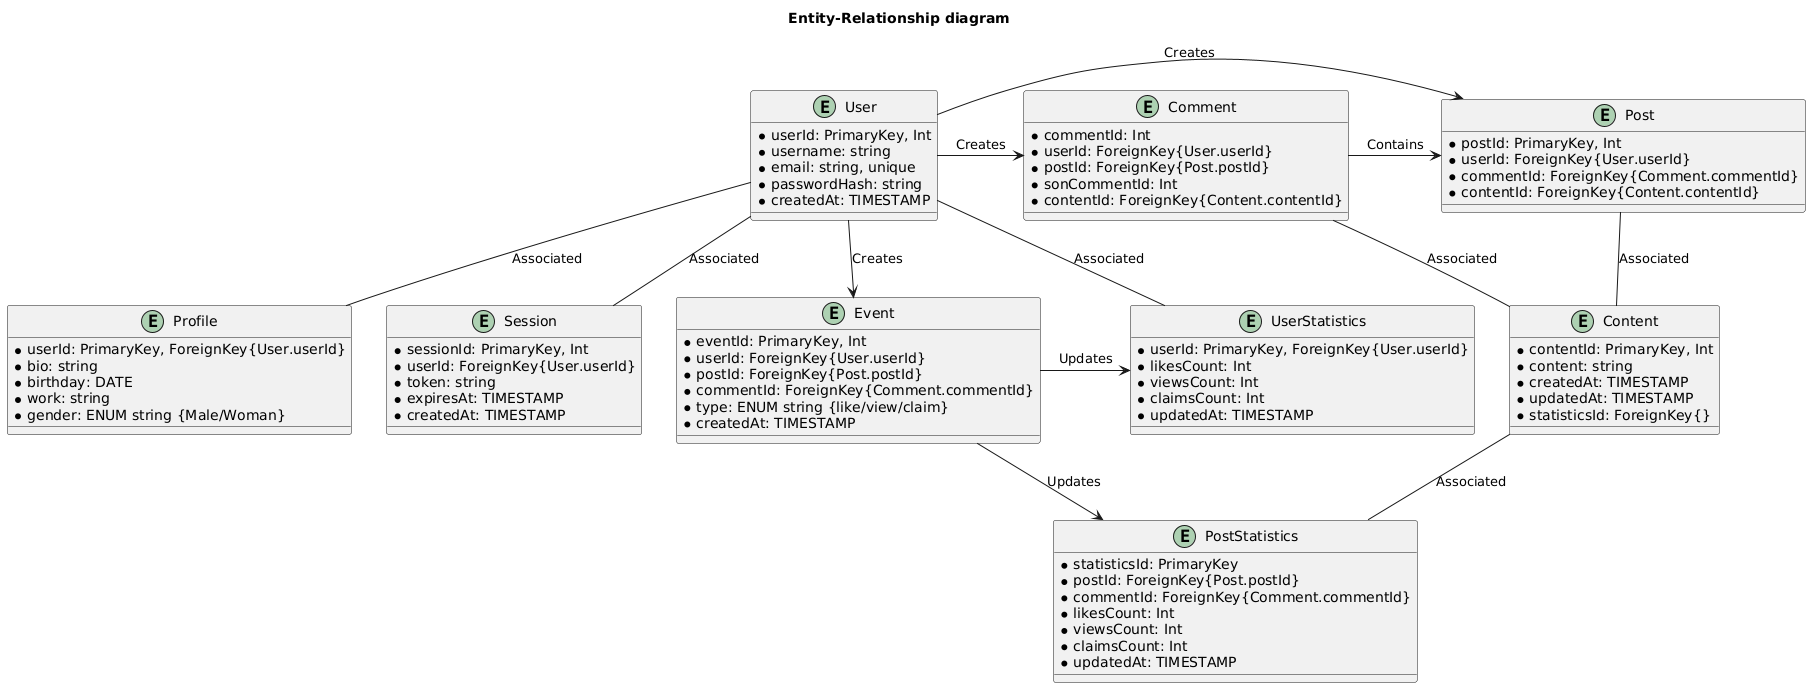 Entity-Relationship diagram
Creates
E User
* userId: PrimaryKey, Int
* username: string
* email: string, unique
* passwordHash: string
* createdAt: TIMESTAMP
Creates
E Comment
* commentId: Int
* userId: ForeignKey{User.userId}
* postId: ForeignKey{Post.postId}
* sonCommentId: Int
* contentId: ForeignKey{Content.contentId}
Contains
E Post
* postId: PrimaryKey, Int
* userId: ForeignKey{User.userId}
* commentId: ForeignKey{Comment.commentId}
* contentId: ForeignKey{Content.contentId}
Associated
Associated
Creates
Associated
Associated
Associated
E Profile
* userId: PrimaryKey, ForeignKey{User.userId}
* bio: string
* birthday: DATE
* work: string
* gender: ENUM string {Male/Woman}
E Session
* sessionId: PrimaryKey, Int
* userId: ForeignKey{User.userId}
* token: string
* expiresAt: TIMESTAMP
* createdAt: TIMESTAMP
E Event
* eventId: PrimaryKey, Int
* userId: ForeignKey{User.userId}
* postId: ForeignKey{Post.postId}
* commentId: ForeignKey{Comment.commentId}
* type: ENUM string {like/view/claim}
* createdAt: TIMESTAMP
Updates
E UserStatistics
* userId: PrimaryKey, ForeignKey{User.userId}
* likesCount: Int
* viewsCount: Int
* claimsCount: Int
* updatedAt: TIMESTAMP
E Content
* contentId: PrimaryKey, Int
* content: string
* createdAt: TIMESTAMP
* updatedAt: TIMESTAMP
* statisticsId: ForeignKey{}
Updates
Associated
E PostStatistics
* statisticsId: PrimaryKey
* postId: ForeignKey{Post.postId}
* commentId: ForeignKey{Comment.commentId}
* likesCount: Int
* viewsCount: Int
* claimsCount: Int
* updatedAt: TIMESTAMP